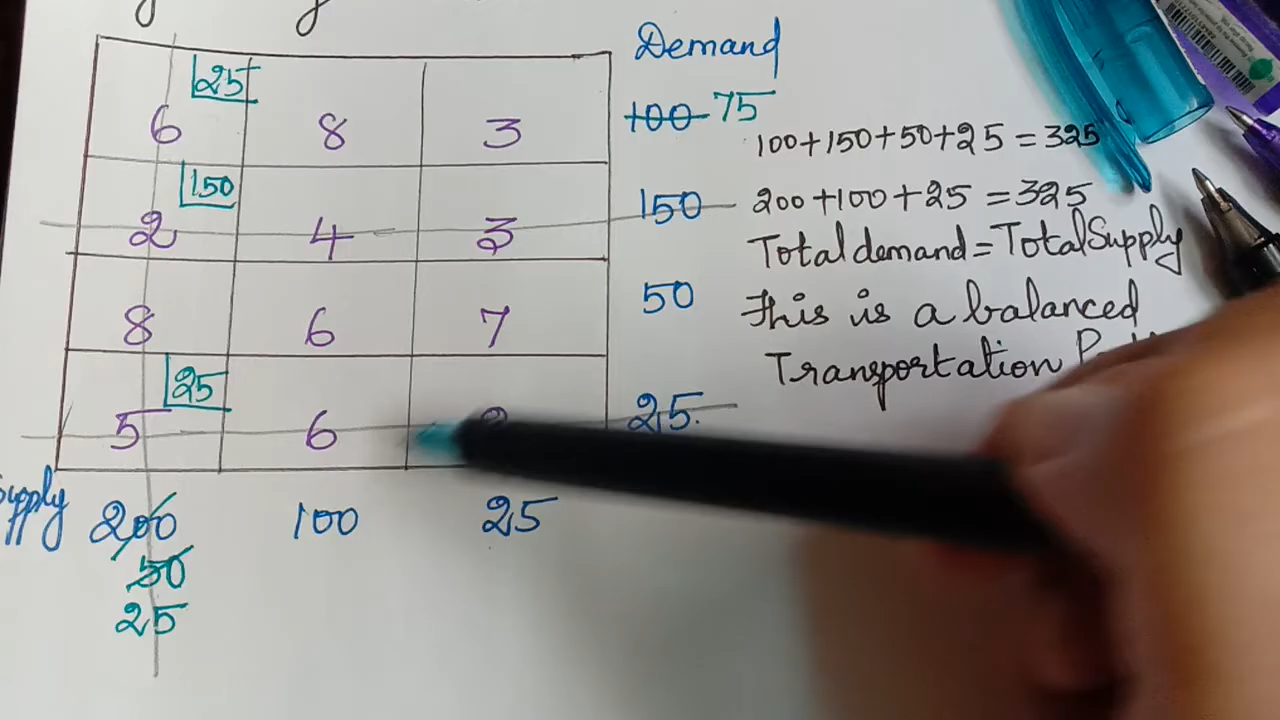 Demand
25
6 8 3 100 75
100+150+50+25=325
150
2 4 3 150 200+100+25=325
Total demand=Total Supply
8 6 7 50 This is a balanced
Transportation
25
5 6 25.
Supply 200 100 25
50
25